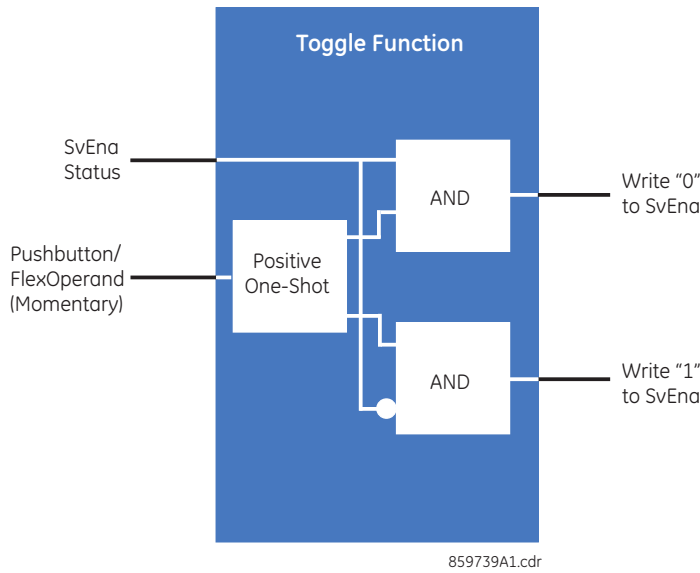 Toggle Function
SvEna
Status
AND
Write “0”
to SvEna
Pushbutton/
FlexOperand
(Momentary)
Positive
One-Shot
AND
Write “1”
to SvEna
859739A1.cdr